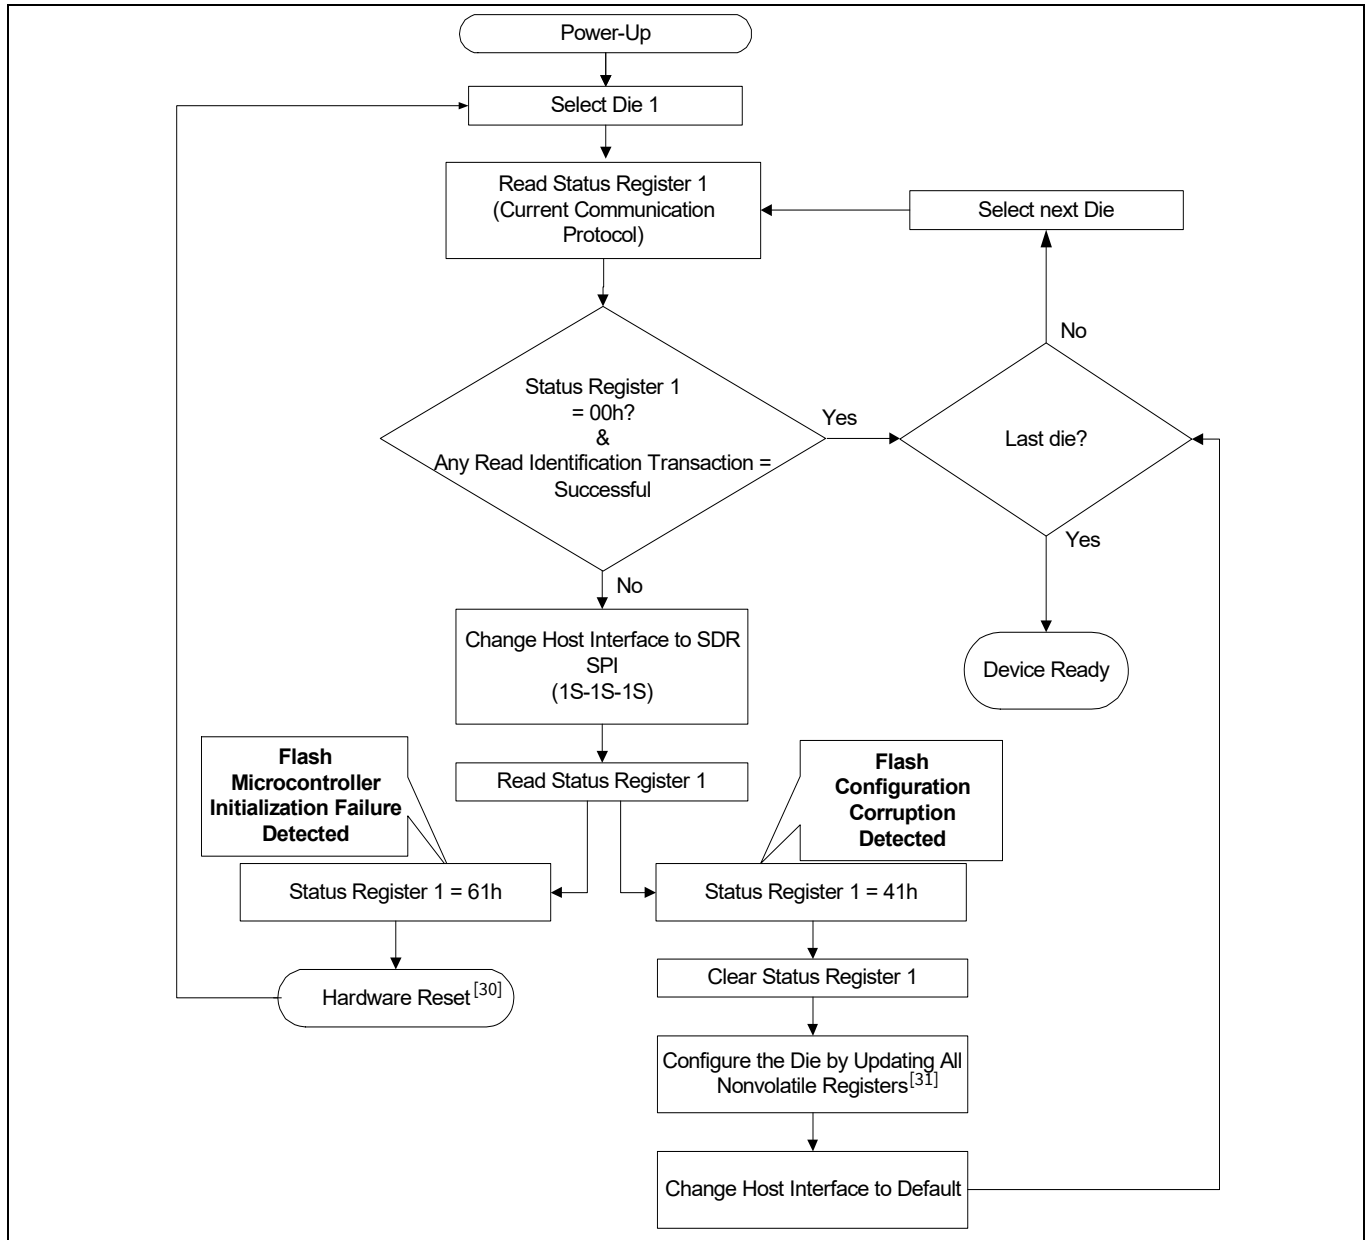 Power-Up
Select Die 1
Read Status Register 1
(Current Communication
Protocol)
Select next Die
No
Status Register 1
= 00h?
&
Any Read Identification Transaction =
Successful
Yes
Last die?
Yes
No
Change Host Interface to SDR
SPI
(1S-1S-1S)
Device Ready
Flash
Microcontroller
Initialization Failure
Detected
Read Status Register 1
Flash
Configuration
Corruption
Detected
Status Register 1 = 61h
Status Register 1 = 41h
Hardware Reset[30]
Clear Status Register 1
Configure the Die by Updating All
Nonvolatile Registers[31]
Change Host Interface to Default